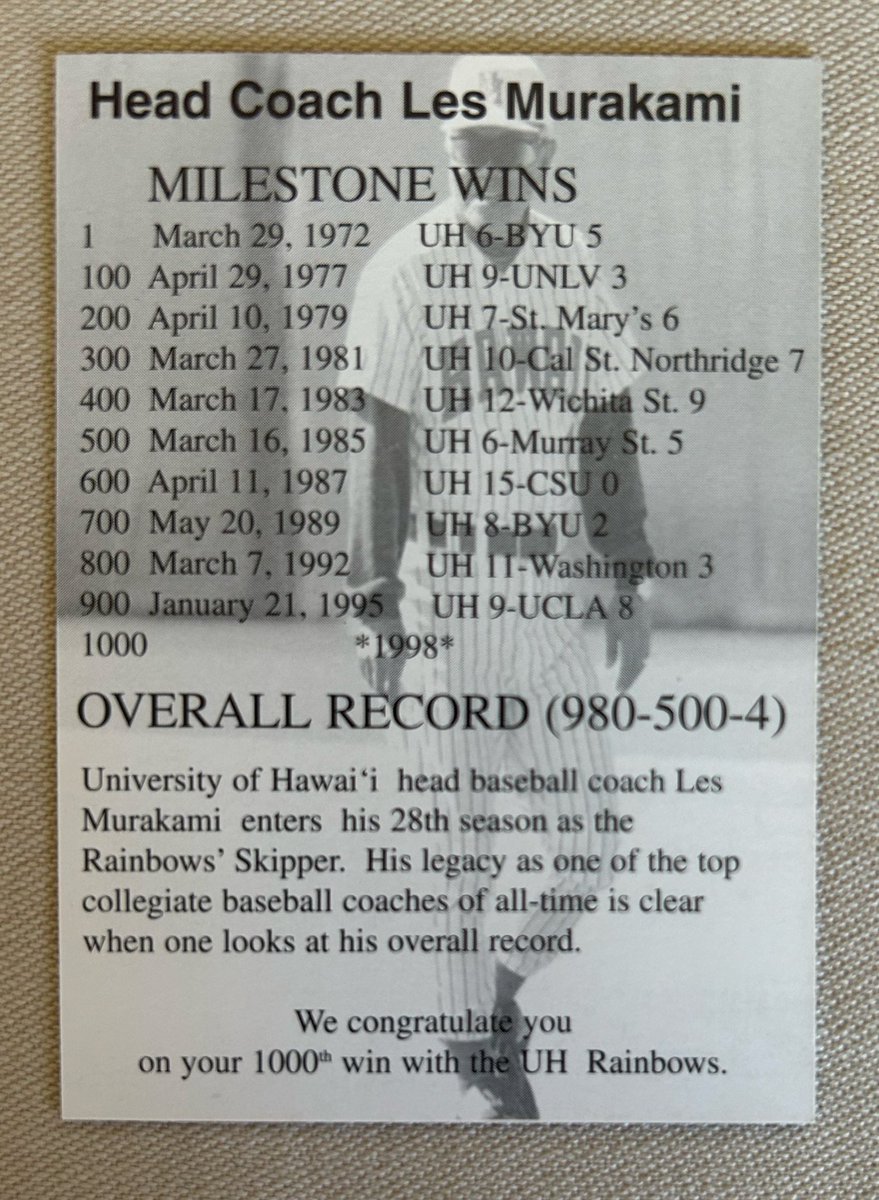 Head Coach Les Murakami
MILESTONE WINS
1 March 29, 1972 UH 6-BYU 5
100 April 29, 1977 UH 9-UNLV 3
200 April 10, 1979 UH 7-St. Mary's 6
300 March 27, 1981 UH 10-Cal St. Northridge 7
400 March 17, 1983 UH 12-Wichita St. 9
500 March 16, 1985 UH 6-Murray St. 5
600 April 11, 1987 UH 15-CSU 0
700 May 20, 1989 UH 8-BYU 2
800 March 7, 1992 UH 11-Washington 3
900 January 21, 1995 UH 9-UCLA 8
1000 *1998*
OVERALL RECORD (980-500-4)
University of Hawai‘i head baseball coach Les
Murakami enters his 28th season as the
Rainbows’ Skipper. His legacy as one of the top
collegiate baseball coaches of all-time is clear
when one looks at his overall record.
We congratulate you
on your 1000th win with the UH Rainbows.